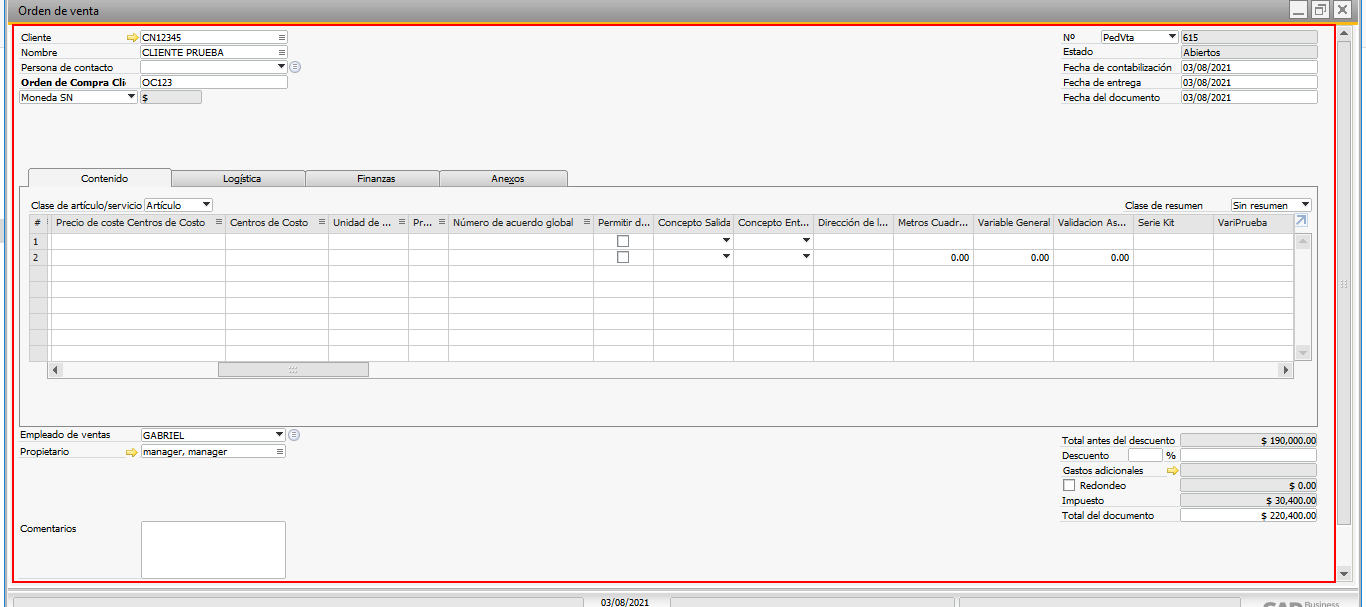 Orden de venta
Cliente CN12345
Nombre CLIENTE PRUEBA
Persona de contacto
Orden de Compra Cli OC123
Moneda SN $
Nº PedVta 615
Estado Abiertos
Fecha de contabilización 03/08/2021
Fecha de entrega 03/08/2021
Fecha del documento 03/08/2021
Contenido Logística Finanzas Anexos
Clase de artículo/servicio Artículo
Clase de resumen Sin resumen
# Precio de coste Centros de Costo Centros de Costo Unidad de ... Pr... Número de acuerdo global Permitir d... Concepto Salida Concepto Ent... Dirección de l... Metros Cuadr... Variable General Validacion As... Serie Kit VariPrueba
1
2 0.00 0.00 0.00
Empleado de ventas GABRIEL
Propietario manager, manager
Comentarios
Total antes del descuento $ 190,000.00
Descuento %
Gastos adicionales
Redondeo $ 0.00
Impuesto $ 30,400.00
Total del documento $ 220,400.00
03/08/2021
Business